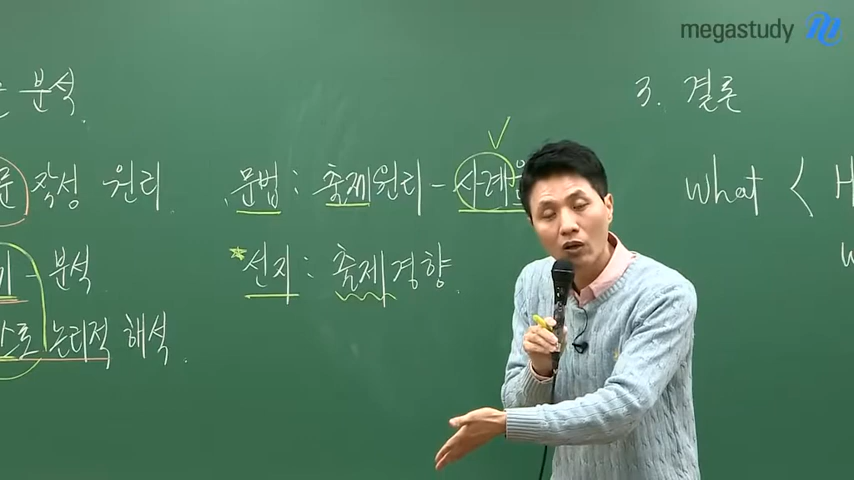 megastudy
분석.
3. 결론
문 작성 원리.
문법 : 출제원리 - 사례
what < H
- 분석
*선지 : 출제경향.
논리적 해석.